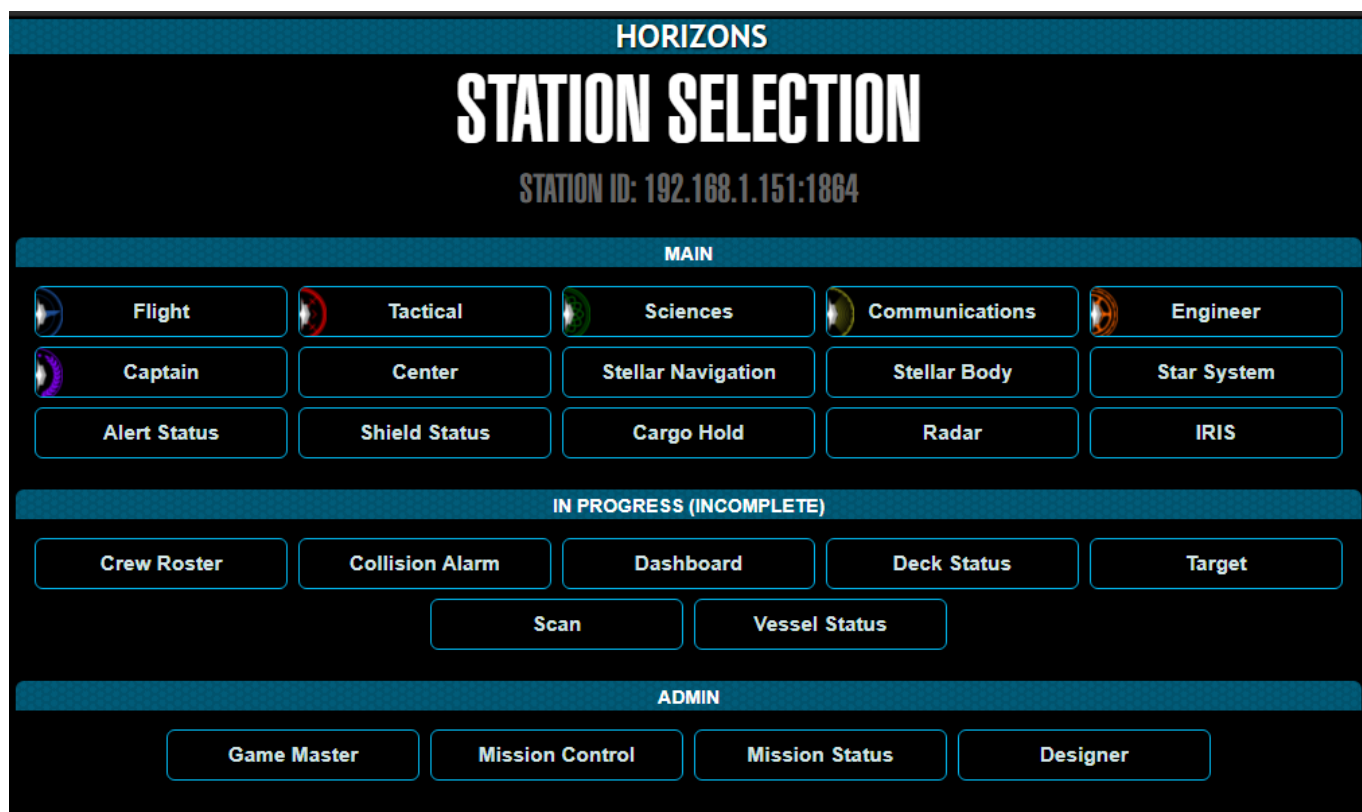 HORIZONS
STATION SELECTION
STATION ID: 192.168.1.151:1864
MAIN
Flight Tactical Sciences Communications Engineer
Captain Center Stellar Navigation Stellar Body Star System
Alert Status Shield Status Cargo Hold Radar IRIS
IN PROGRESS (INCOMPLETE)
Crew Roster Collision Alarm Dashboard Deck Status Target
Scan Vessel Status
ADMIN
Game Master Mission Control Mission Status Designer